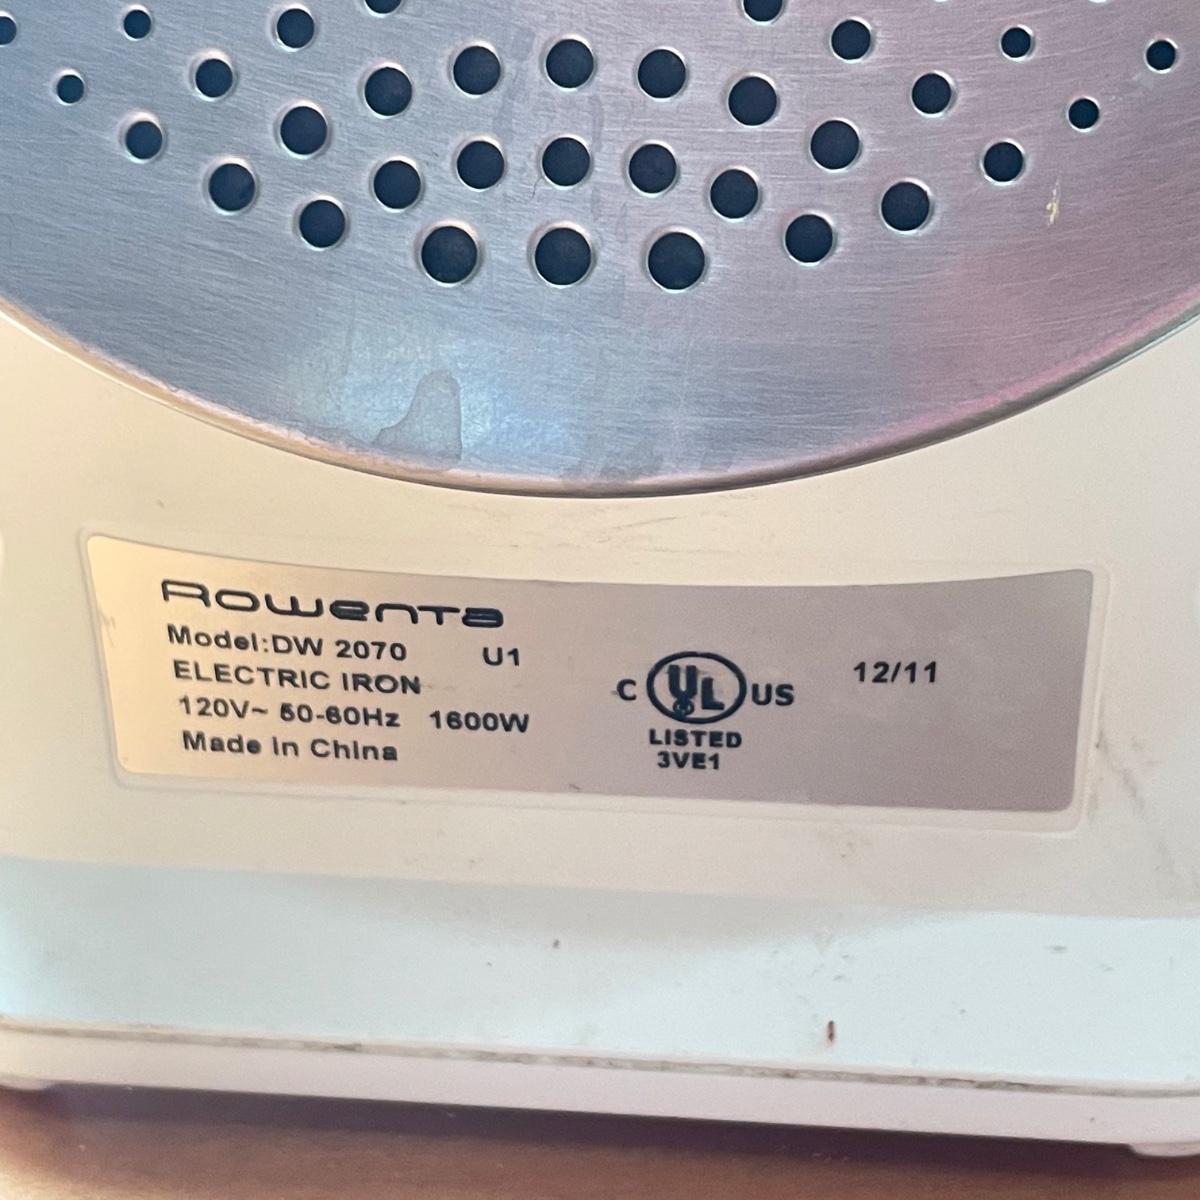 Rowenta
Model:DW 2070 U1
ELECTRIC IRON
120V~ 50-60Hz 1600W
Made in China
C UL US
LISTED
3VE1
12/11